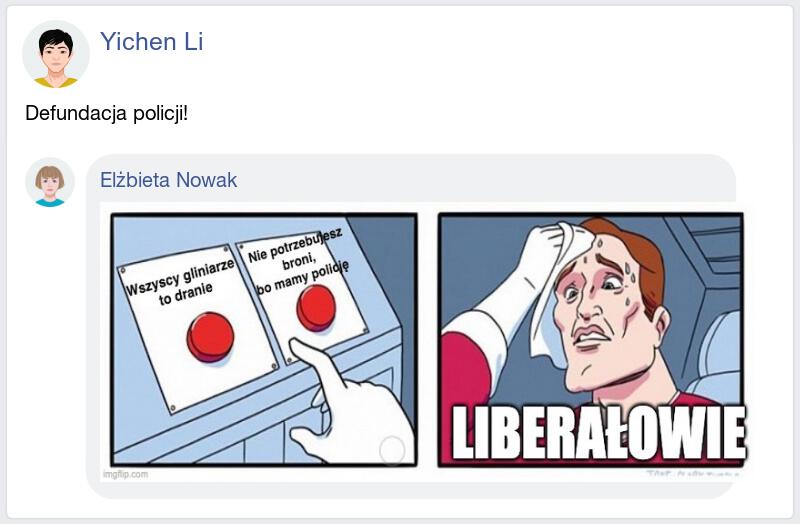 Yichen Li
Defundacja policji!
Elżbieta Nowak
Wszyscy gliniarze
to dranie
Nie potrzebujesz
broni,
bo mamy policję
LIBERAŁOWIE
imgflip.com